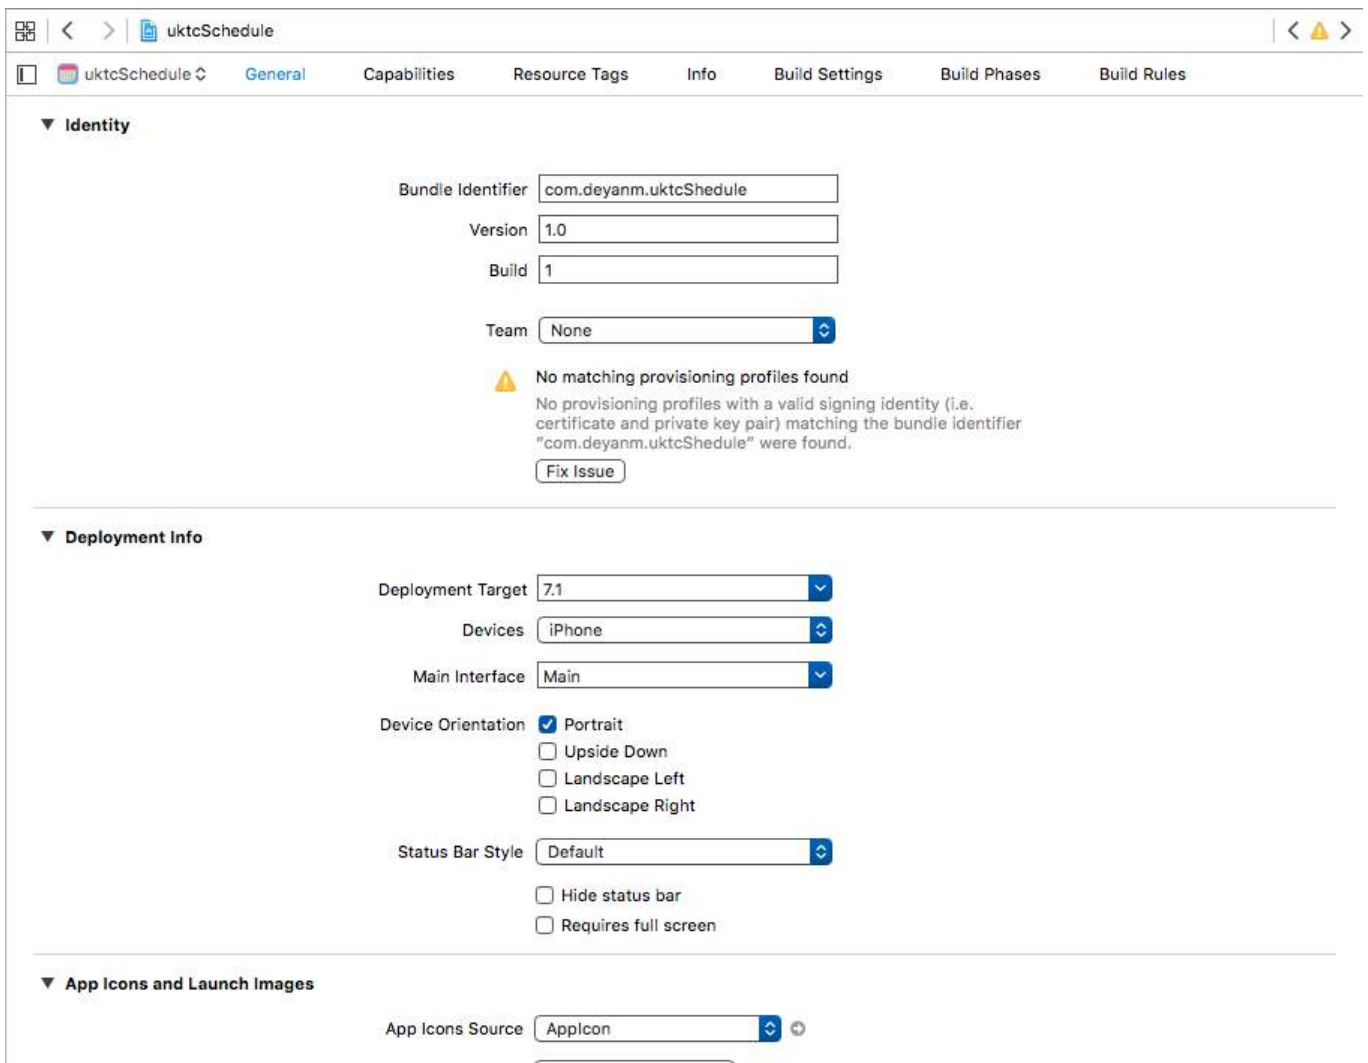 uktcSchedule
uktcSchedule General Capabilities Resource Tags Info Build Settings Build Phases Build Rules
Identity
Bundle Identifier com.deyanm.uktcShedule
Version 1.0
Build 1
Team None
No matching provisioning profiles found
No provisioning profiles with a valid signing identity (i.e.
certificate and private key pair) matching the bundle identifier
"com.deyanm.uktcShedule" were found.
Fix Issue
Deployment Info
Deployment Target 7.1
Devices iPhone
Main Interface Main
Device Orientation Portrait
Upside Down
Landscape Left
Landscape Right
Status Bar Style Default
Hide status bar
Requires full screen
App Icons and Launch Images
App Icons Source AppIcon